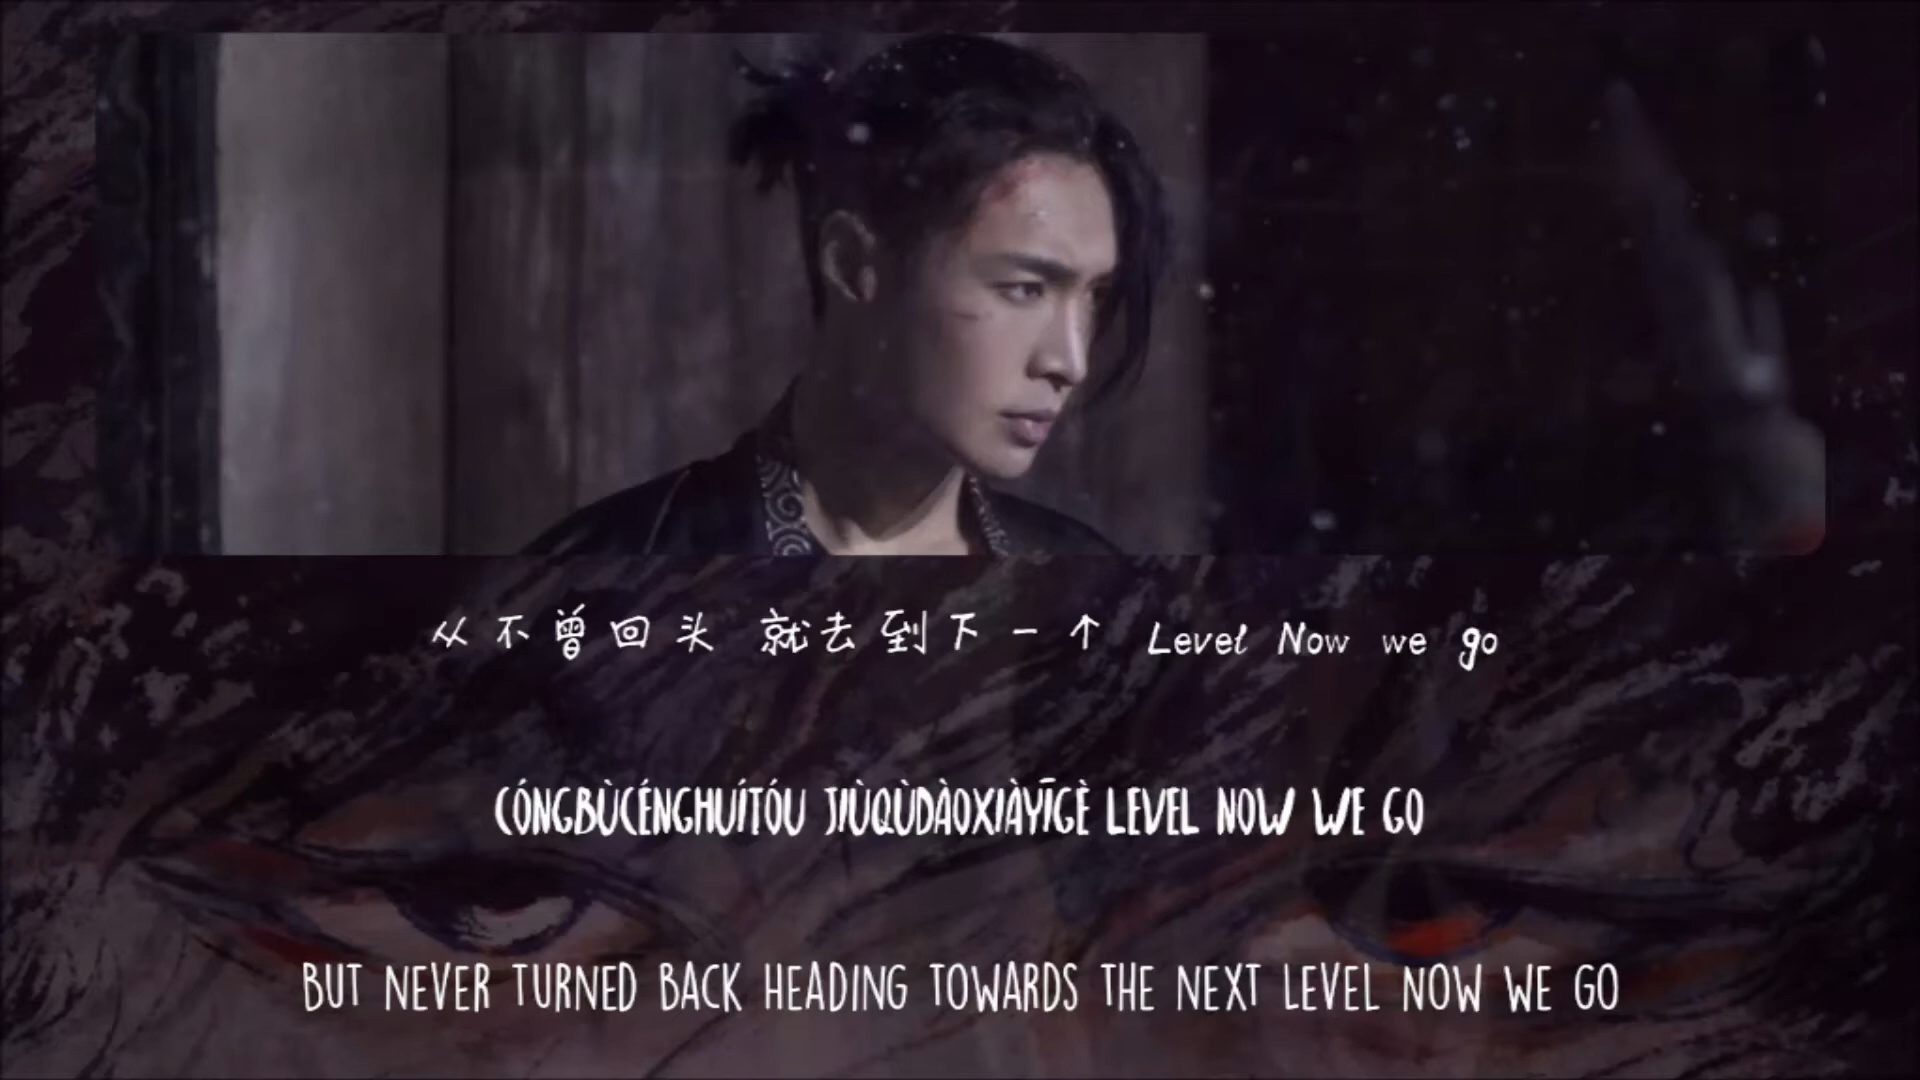 从不曾回头 就去到下一个 Level Now we go
CÓNGBÙCÉNGHUÍTÓU JIÙQÙDÀOXIÀYĪGÈ LEVEL NOW WE GO
BUT NEVER TURNED BACK HEADING TOWARDS THE NEXT LEVEL NOW WE GO